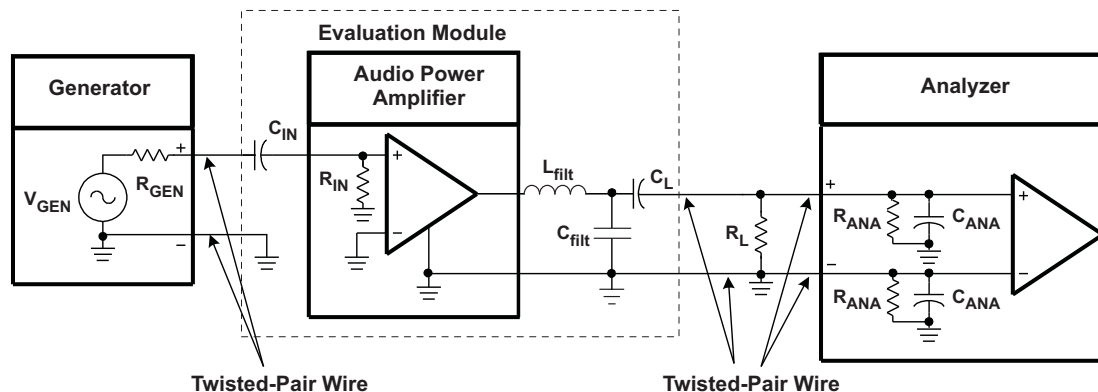 Evaluation Module
Generator
Audio Power
Amplifier
Analyzer
C_IN
+
R_GEN
V_GEN
−
R_IN
+
−
L_filt
C_L
C_filt
R_L
+
R_ANA
C_ANA
+
−
R_ANA
C_ANA
−
Twisted-Pair Wire
Twisted-Pair Wire